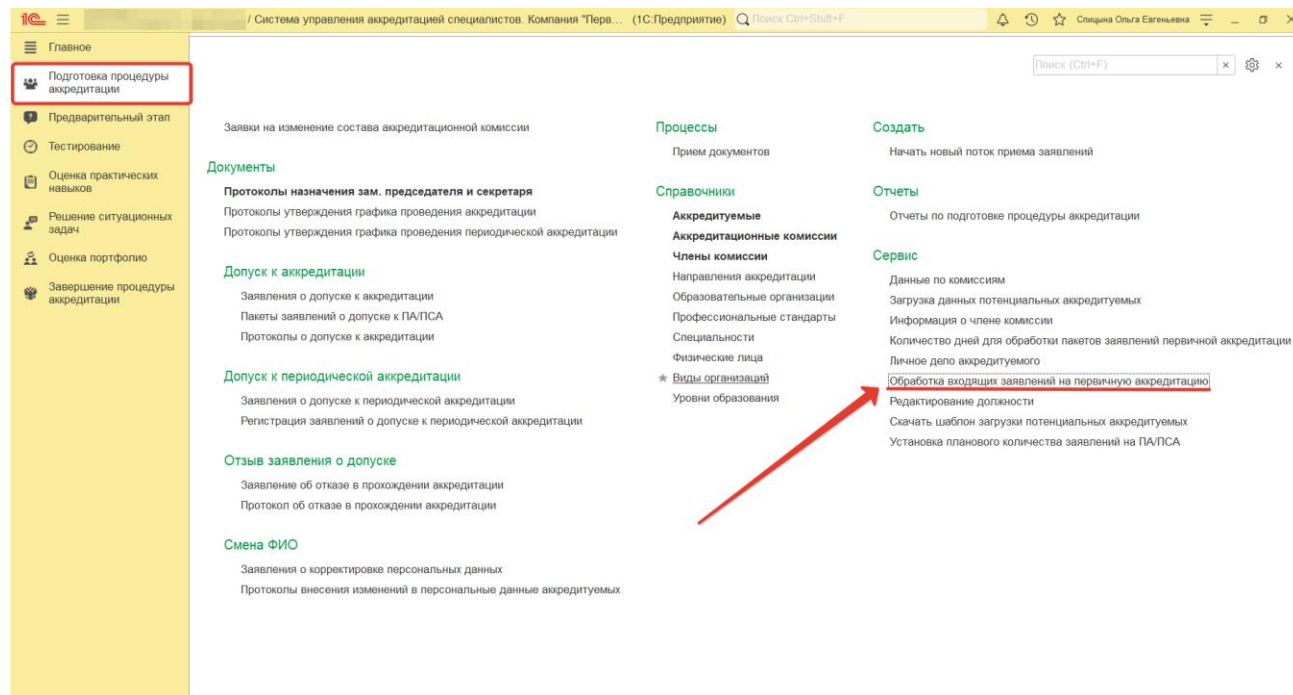 1С / Система управления аккредитацией специалистов. Компания "Перв... (1С:Предприятие) Поиск Ctrl+Shift+F Спицына Ольга Евгеньевна
Главное
Подготовка процедуры
аккредитации
Предварительный этап
Тестирование
Оценка практических
навыков
Решение ситуационных
задач
Оценка портфолио
Завершение процедуры
аккредитации
Поиск (Ctrl+F)
Заявки на изменение состава аккредитационной комиссии
Документы
Протоколы назначения зам. председателя и секретаря
Протоколы утверждения графика проведения аккредитации
Протоколы утверждения графика проведения периодической аккредитации
Допуск к аккредитации
Заявления о допуске к аккредитации
Пакеты заявлений о допуске к ПА/ПСА
Протоколы о допуске к аккредитации
Допуск к периодической аккредитации
Заявления о допуске к периодической аккредитации
Регистрация заявлений о допуске к периодической аккредитации
Отзыв заявления о допуске
Заявление об отказе в прохождении аккредитации
Протокол об отказе в прохождении аккредитации
Смена ФИО
Заявления о корректировке персональных данных
Протоколы внесения изменений в персональные данные аккредитуемых
Процессы
Прием документов
Справочники
Аккредитуемые
Аккредитационные комиссии
Члены комиссии
Направления аккредитации
Образовательные организации
Профессиональные стандарты
Специальности
Физические лица
Виды организаций
Уровни образования
Создать
Начать новый поток приема заявлений
Отчеты
Отчеты по подготовке процедуры аккредитации
Сервис
Данные по комиссиям
Загрузка данных потенциальных аккредитуемых
Информация о члене комиссии
Количество дней для обработки пакетов заявлений первичной аккредитации
Личное дело аккредитуемого
Обработка входящих заявлений на первичную аккредитацию
Редактирование должности
Скачать шаблон загрузки потенциальных аккредитуемых
Установка планового количества заявлений на ПА/ПСА